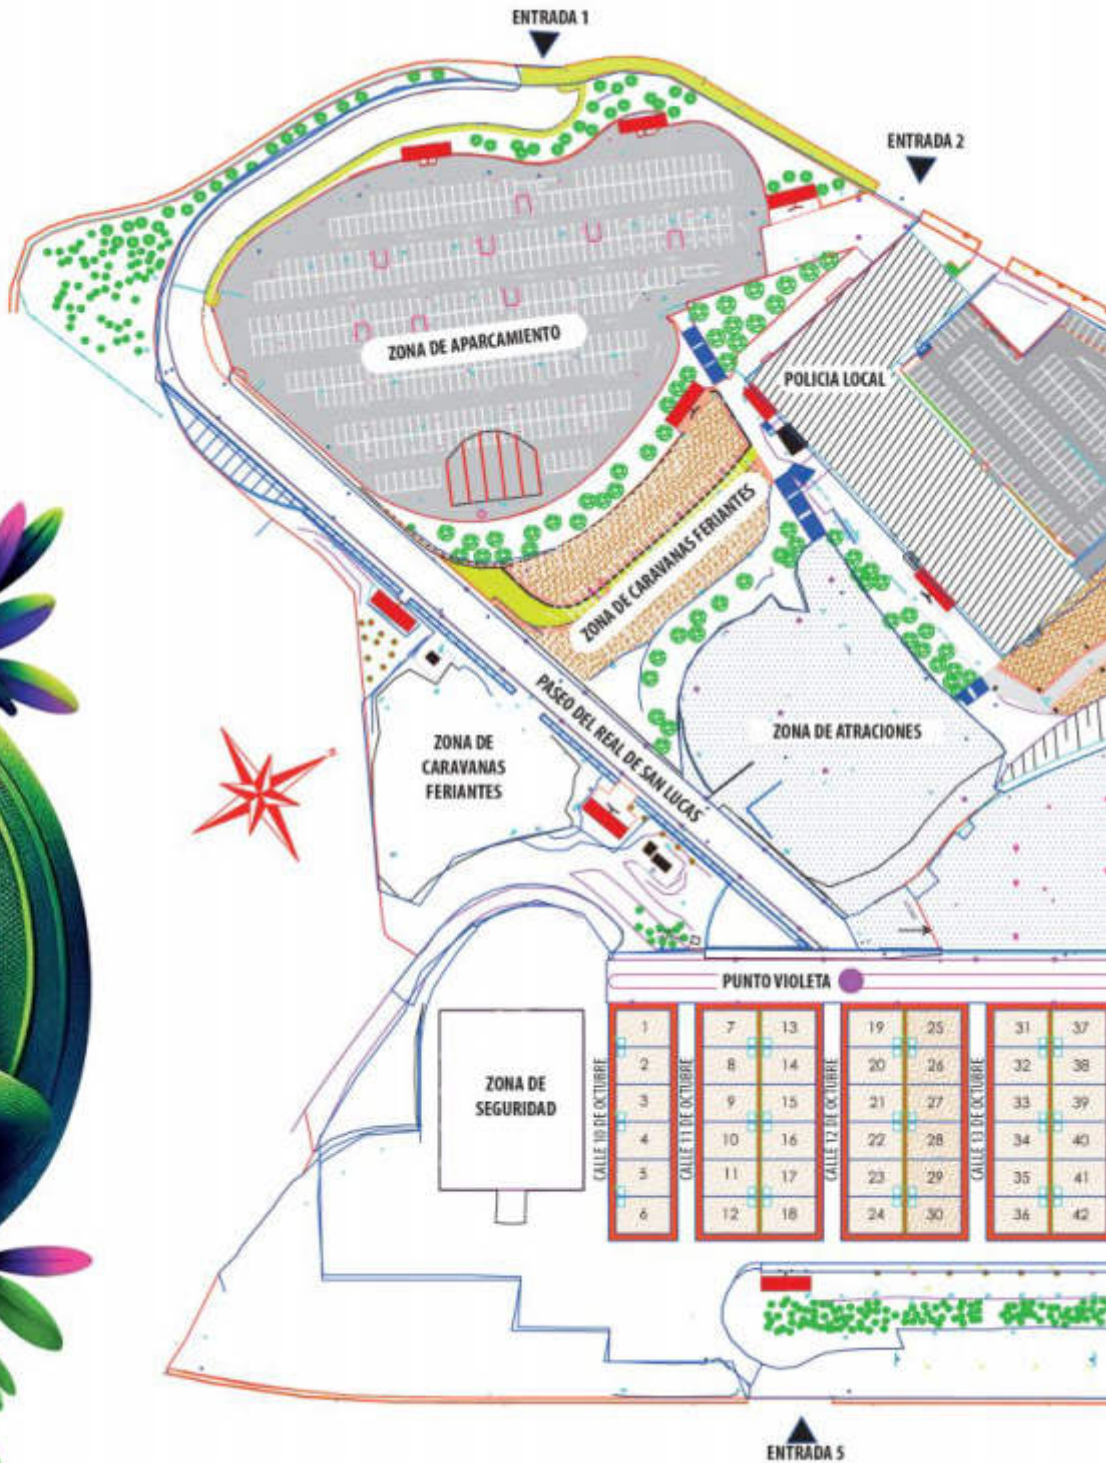 ENTRADA 1
ENTRADA 2
ZONA DE APARCAMIENTO
POLICIA LOCAL
ZONA DE CARAVANAS FERIANTES
PASEO DEL REAL DE SAN LUCAS
ZONA DE
CARAVANAS
FERIANTES
ZONA DE ATRACIONES
PUNTO VIOLETA
ZONA DE
SEGURIDAD
CALLE 10 DE OCTUBRE
CALLE 11 DE OCTUBRE
CALLE 12 DE OCTUBRE
CALLE 13 DE OCTUBRE
1 7 13 19 25 31 37
2 8 14 20 26 32 38
3 9 15 21 27 33 39
4 10 16 22 28 34 40
5 11 17 23 29 35 41
6 12 18 24 30 36 42
ENTRADA 5